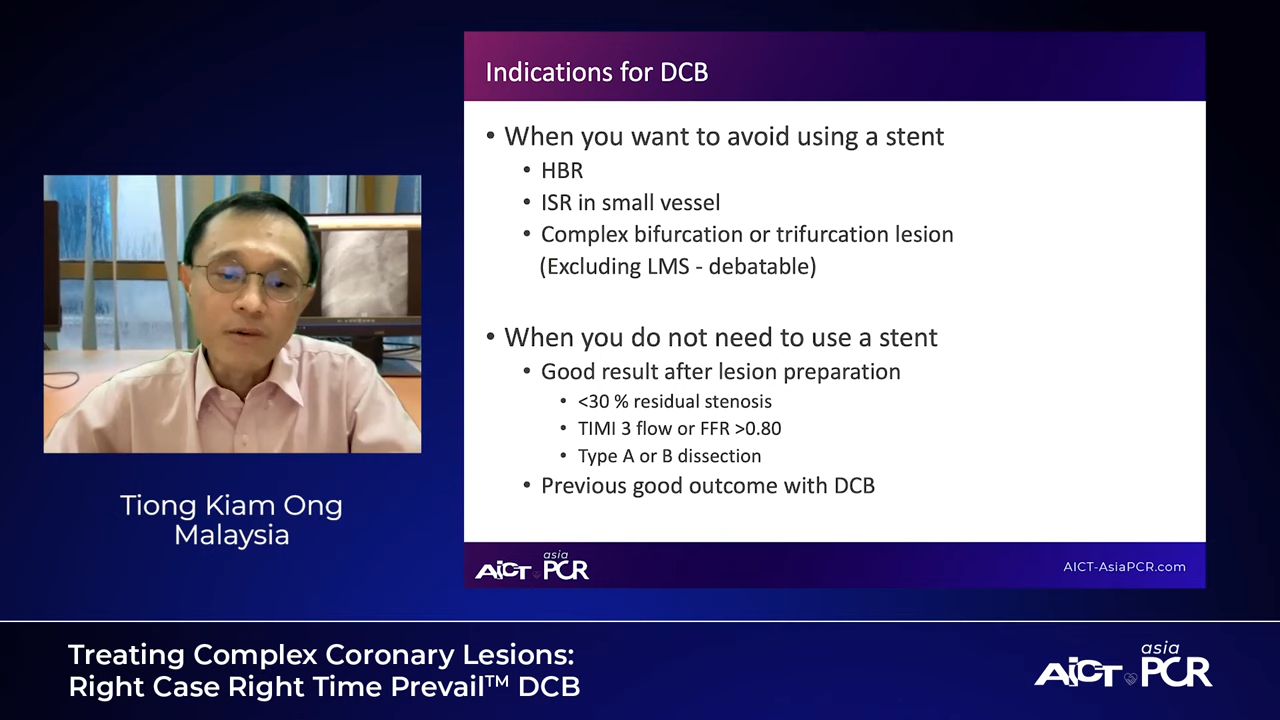 Indications for DCB
• When you want to avoid using a stent
• HBR
• ISR in small vessel
• Complex bifurcation or trifurcation lesion
(Excluding LMS - debatable)
• When you do not need to use a stent
• Good result after lesion preparation
• <30 % residual stenosis
• TIMI 3 flow or FFR >0.80
• Type A or B dissection
• Previous good outcome with DCB
AICT asia PCR
AICT-AsiaPCR.com
Tiong Kiam Ong
Malaysia
Treating Complex Coronary Lesions:
Right Case Right Time Prevail™ DCB
AICT asia PCR